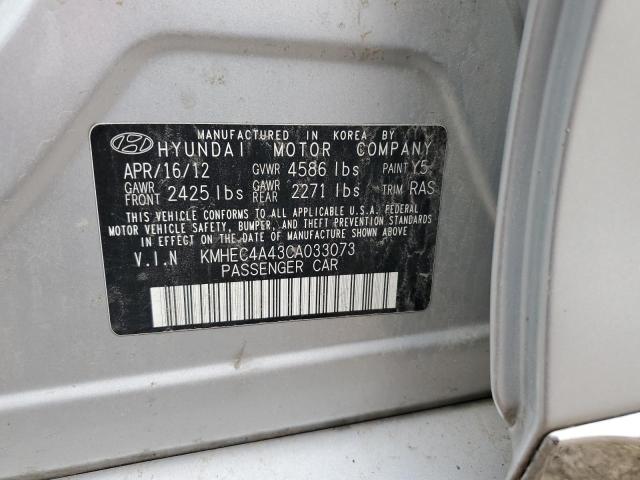 MANUFACTURED IN KOREA BY
HYUNDAI MOTOR COMPANY
APR/16/12 GVWR 4586 lbs PAINT Y5
GAWR FRONT 2425 lbs GAWR REAR 2271 lbs TRIM RAS
THIS VEHICLE CONFORMS TO ALL APPLICABLE U.S.A. FEDERAL
MOTOR VEHICLE SAFETY, BUMPER, AND THEFT PREVENTION STANDARDS
IN EFFECT ON THE DATE OF MANUFACTURE SHOWN ABOVE.
V.I.N KMHEC4A43CA033073
PASSENGER CAR